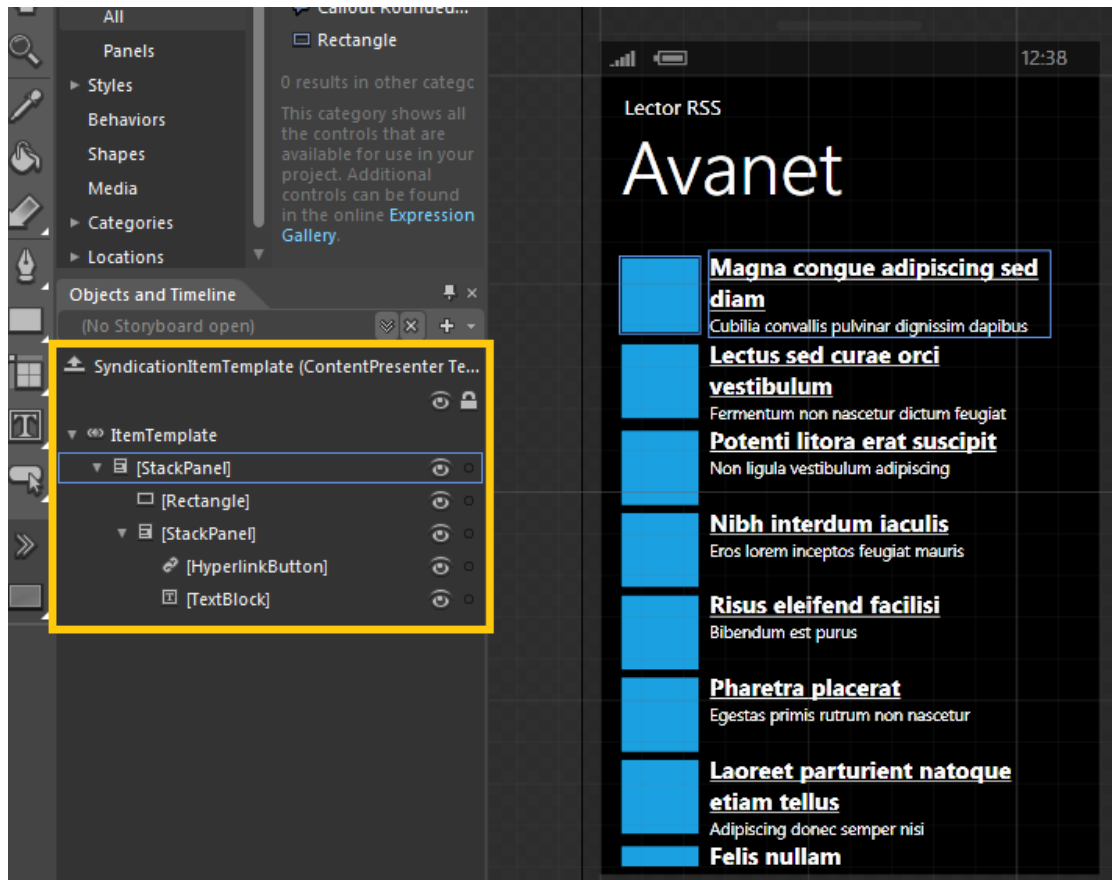 All
Callout Rounded...
Panels
Rectangle
Styles
0 results in other categc
Behaviors
This category shows all
the controls that are
available for use in your
project. Additional
controls can be found
in the online Expression
Gallery.
Shapes
Media
Categories
Locations
Objects and Timeline
(No Storyboard open)
SyndicationItemTemplate (ContentPresenter Te...
ItemTemplate
[StackPanel]
[Rectangle]
[StackPanel]
[HyperlinkButton]
[TextBlock]
12:38
Lector RSS
Avanet
Magna congue adipiscing sed
diam
Cubilia convallis pulvinar dignissim dapibus
Lectus sed curae orci
vestibulum
Fermentum non nascetur dictum feugiat
Potenti litora erat suscipit
Non ligula vestibulum adipiscing
Nibh interdum iaculis
Eros lorem inceptos feugiat mauris
Risus eleifend facilisi
Bibendum est purus
Pharetra placerat
Egestas primis rutrum non nascetur
Laoreet parturient natoque
etiam tellus
Adipiscing donec semper nisi
Felis nullam